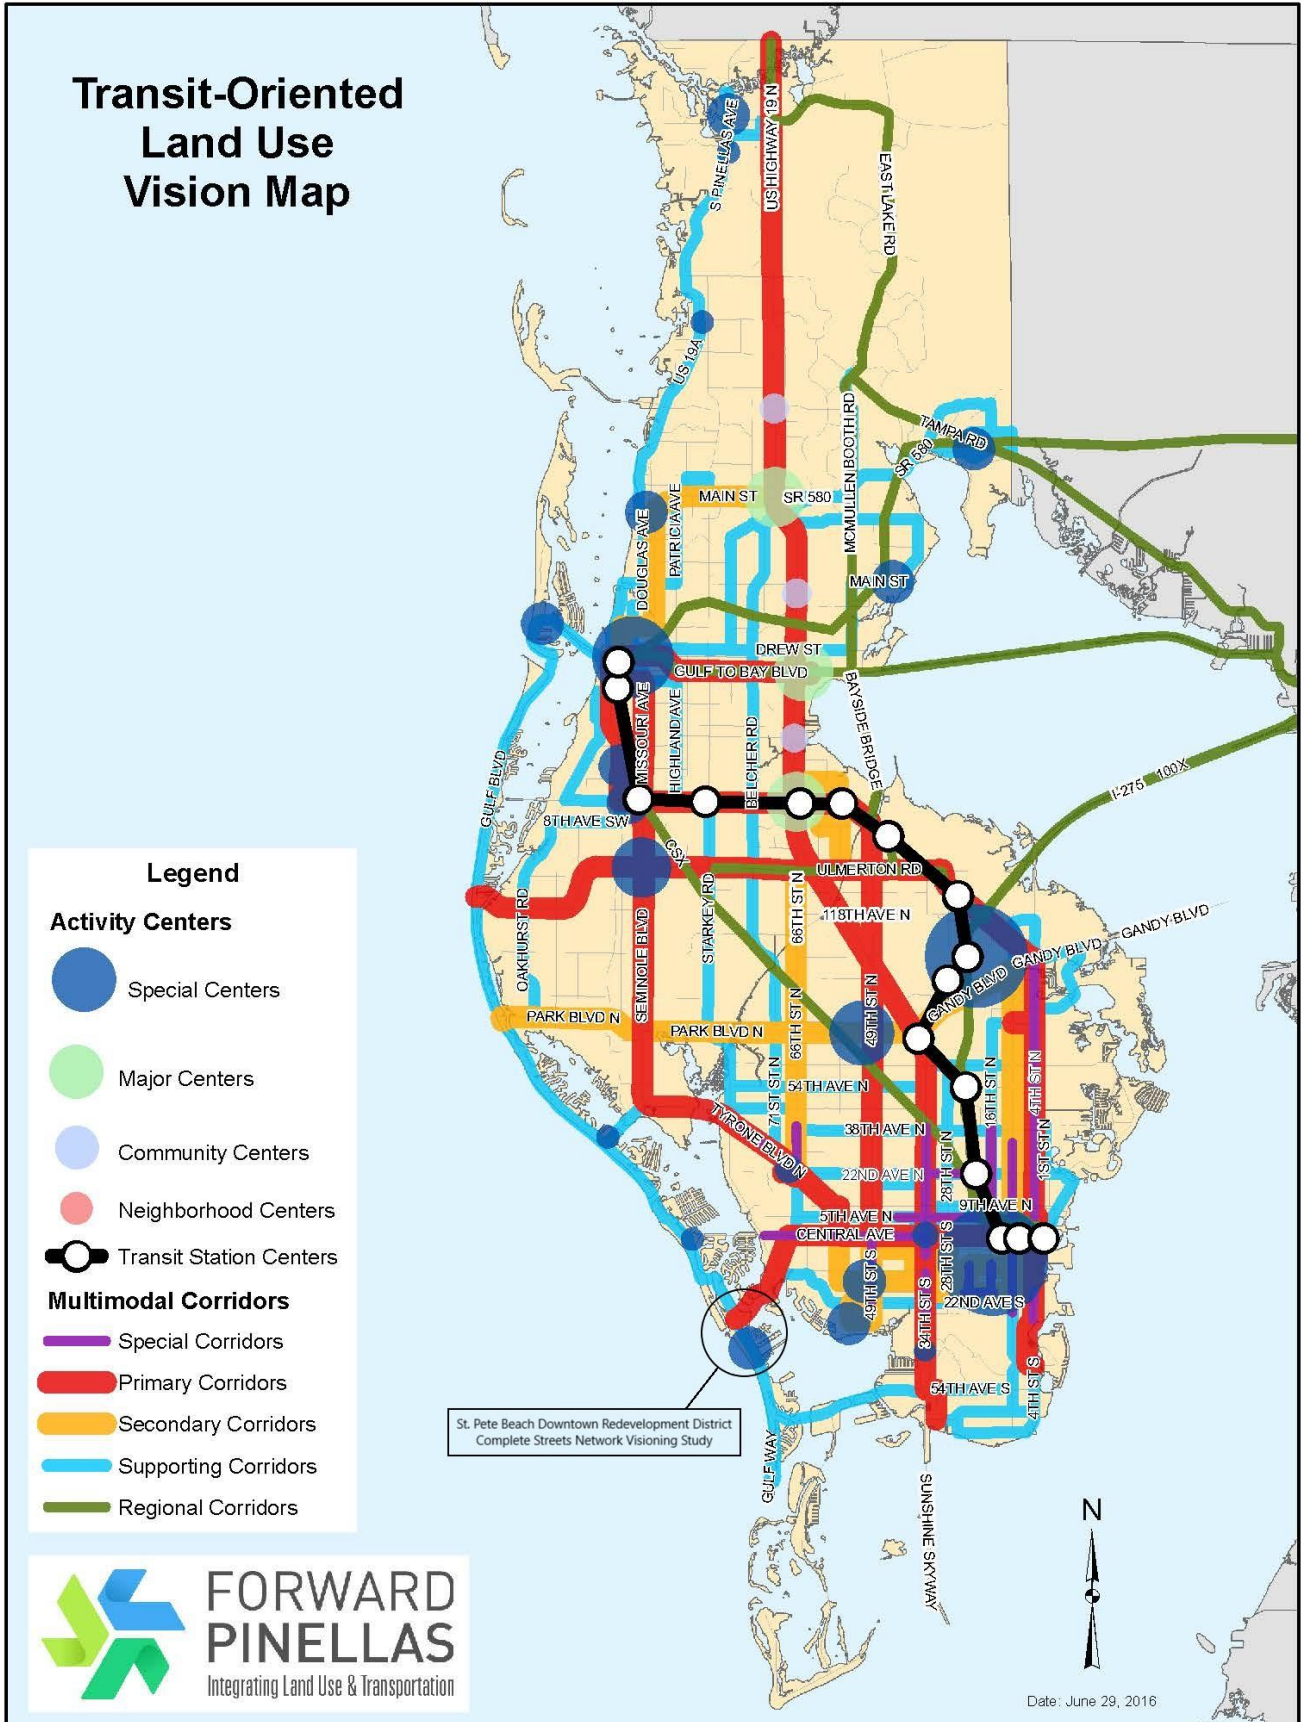 Transit-Oriented
Land Use
Vision Map
S PINELLAS AVE
US HIGHWAY 19 N
EAST LAKE RD
US 19A
MCMULLEN BOOTH RD
TAMPA RD
SR 580
MAIN ST
SR 580
PATRICIA AVE
DOUGLAS AVE
MAIN ST
DREW ST
GULF TO BAY BLVD
MISSOURI AVE
HIGHLAND AVE
BELCHER RD
BAYSIDE BRIDGE
GULF BLVD
I-275
100X
8TH AVE SW
CSX
ULMERTON RD
OAKHURST RD
SEMINOLE BLVD
STARKEY RD
66TH ST N
118TH AVE N
GANDY BLVD
GANDY BLVD
GANDY BLVD
49TH ST N
PARK BLVD N
PARK BLVD N
66TH ST N
71ST ST N
54TH AVE N
16TH ST N
4TH ST N
TYRONE BLVD N
38TH AVE N
28TH ST N
22ND AVE N
1ST ST N
9TH AVE N
5TH AVE N
CENTRAL AVE
49TH ST S
28TH ST S
22ND AVE S
34TH ST S
54TH AVE S
4TH ST S
GULF WAY
SUNSHINE SKYWAY
Legend
Activity Centers
Special Centers
Major Centers
Community Centers
Neighborhood Centers
Transit Station Centers
Multimodal Corridors
Special Corridors
Primary Corridors
Secondary Corridors
Supporting Corridors
Regional Corridors
St. Pete Beach Downtown Redevelopment District
Complete Streets Network Visioning Study
FORWARD
PINELLAS
Integrating Land Use & Transportation
N
Date: June 29, 2016